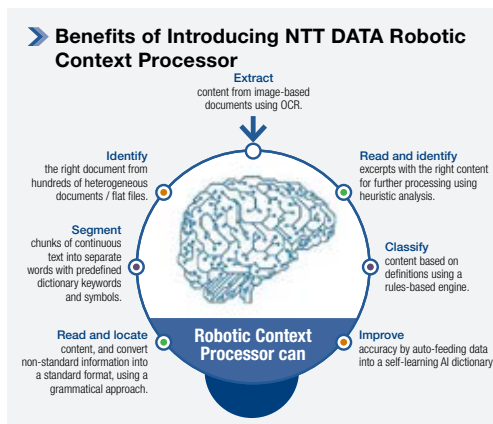 Benefits of Introducing NTT DATA Robotic
Context Processor
Extract
content from image-based
documents using OCR.
Identify
the right document from
hundreds of heterogeneous
documents / flat files.
Segment
chunks of continuous
text into separate
words with predefined
dictionary keywords
and symbols.
Read and locate
content, and convert
non-standard information into
a standard format, using a
grammatical approach.
Read and identify
excerpts with the right content
for further processing using
heuristic analysis.
Classify
content based on
definitions using a
rules-based engine.
Improve
accuracy by auto-feeding data
into a self-learning AI dictionary
Robotic Context
Processor can